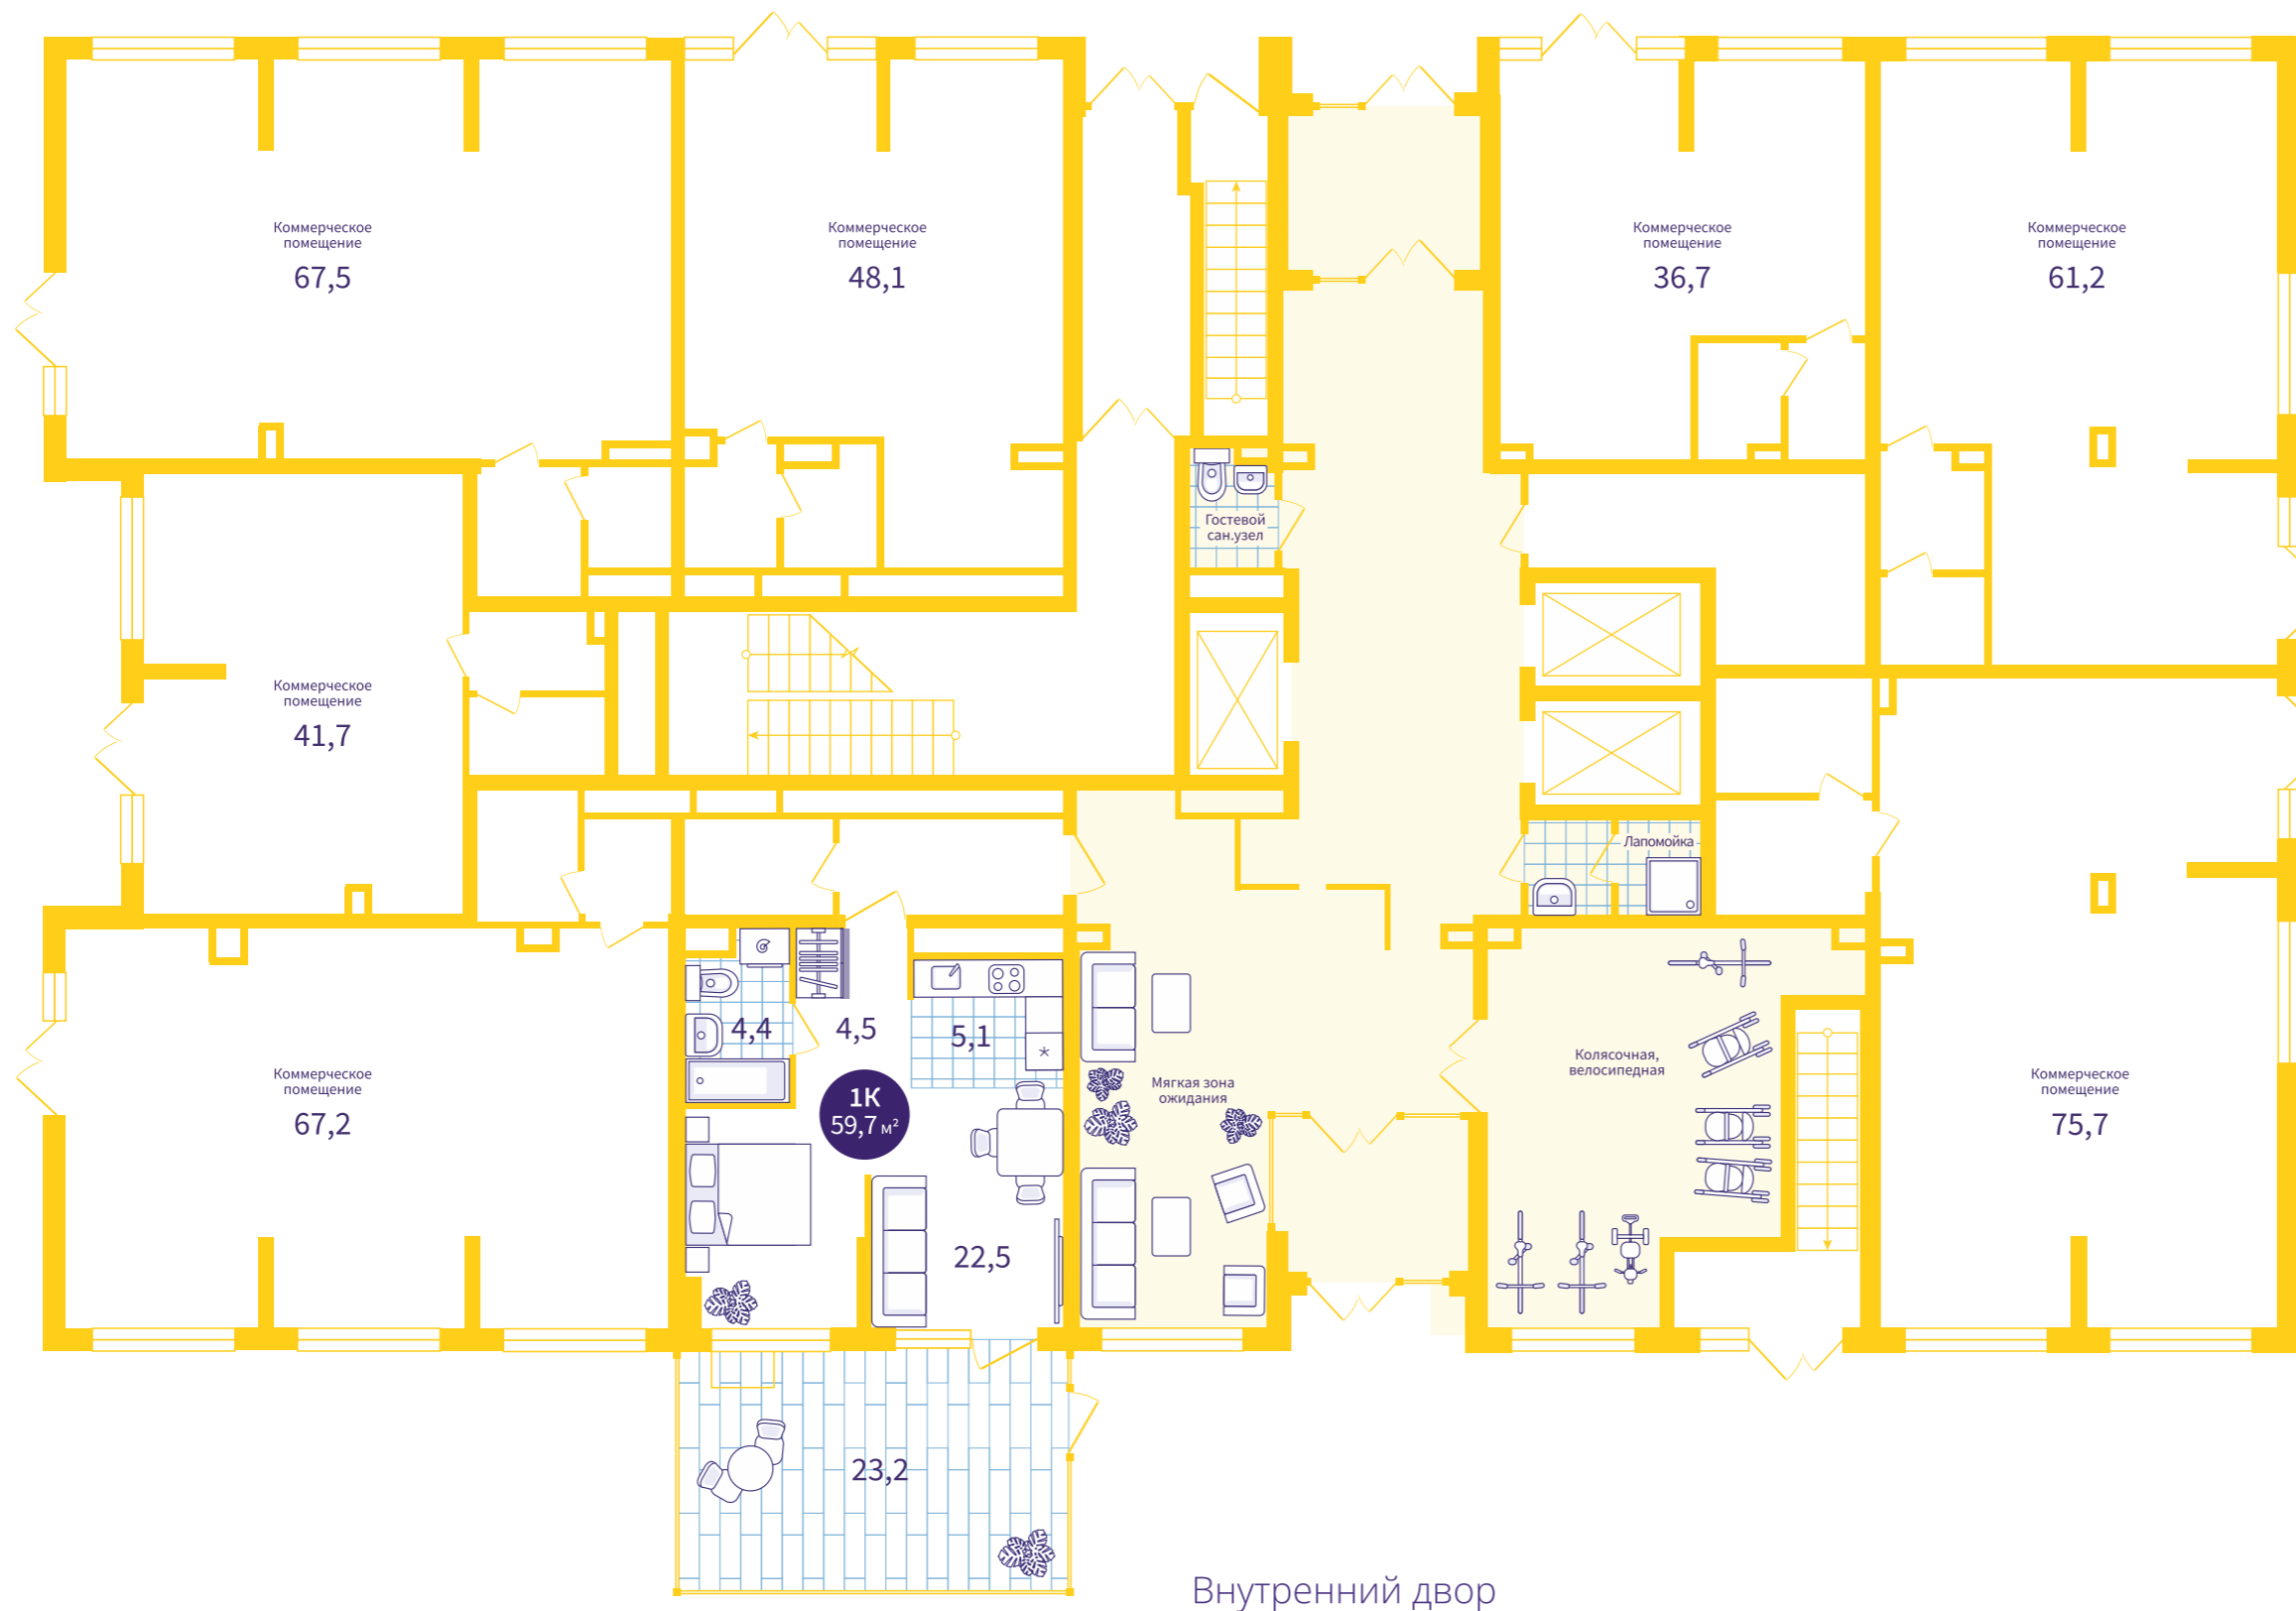 Коммерческое
помещение
67,5
Коммерческое
помещение
48,1
Коммерческое
помещение
36,7
Коммерческое
помещение
61,2
Гостевой
сан.узел
Коммерческое
помещение
41,7
Лапомойка
Коммерческое
помещение
67,2
4,4
4,5
5,1
1К
59,7 м²
22,5
Мягкая зона
ожидания
Колясочная,
велосипедная
Коммерческое
помещение
75,7
23,2
Внутренний двор